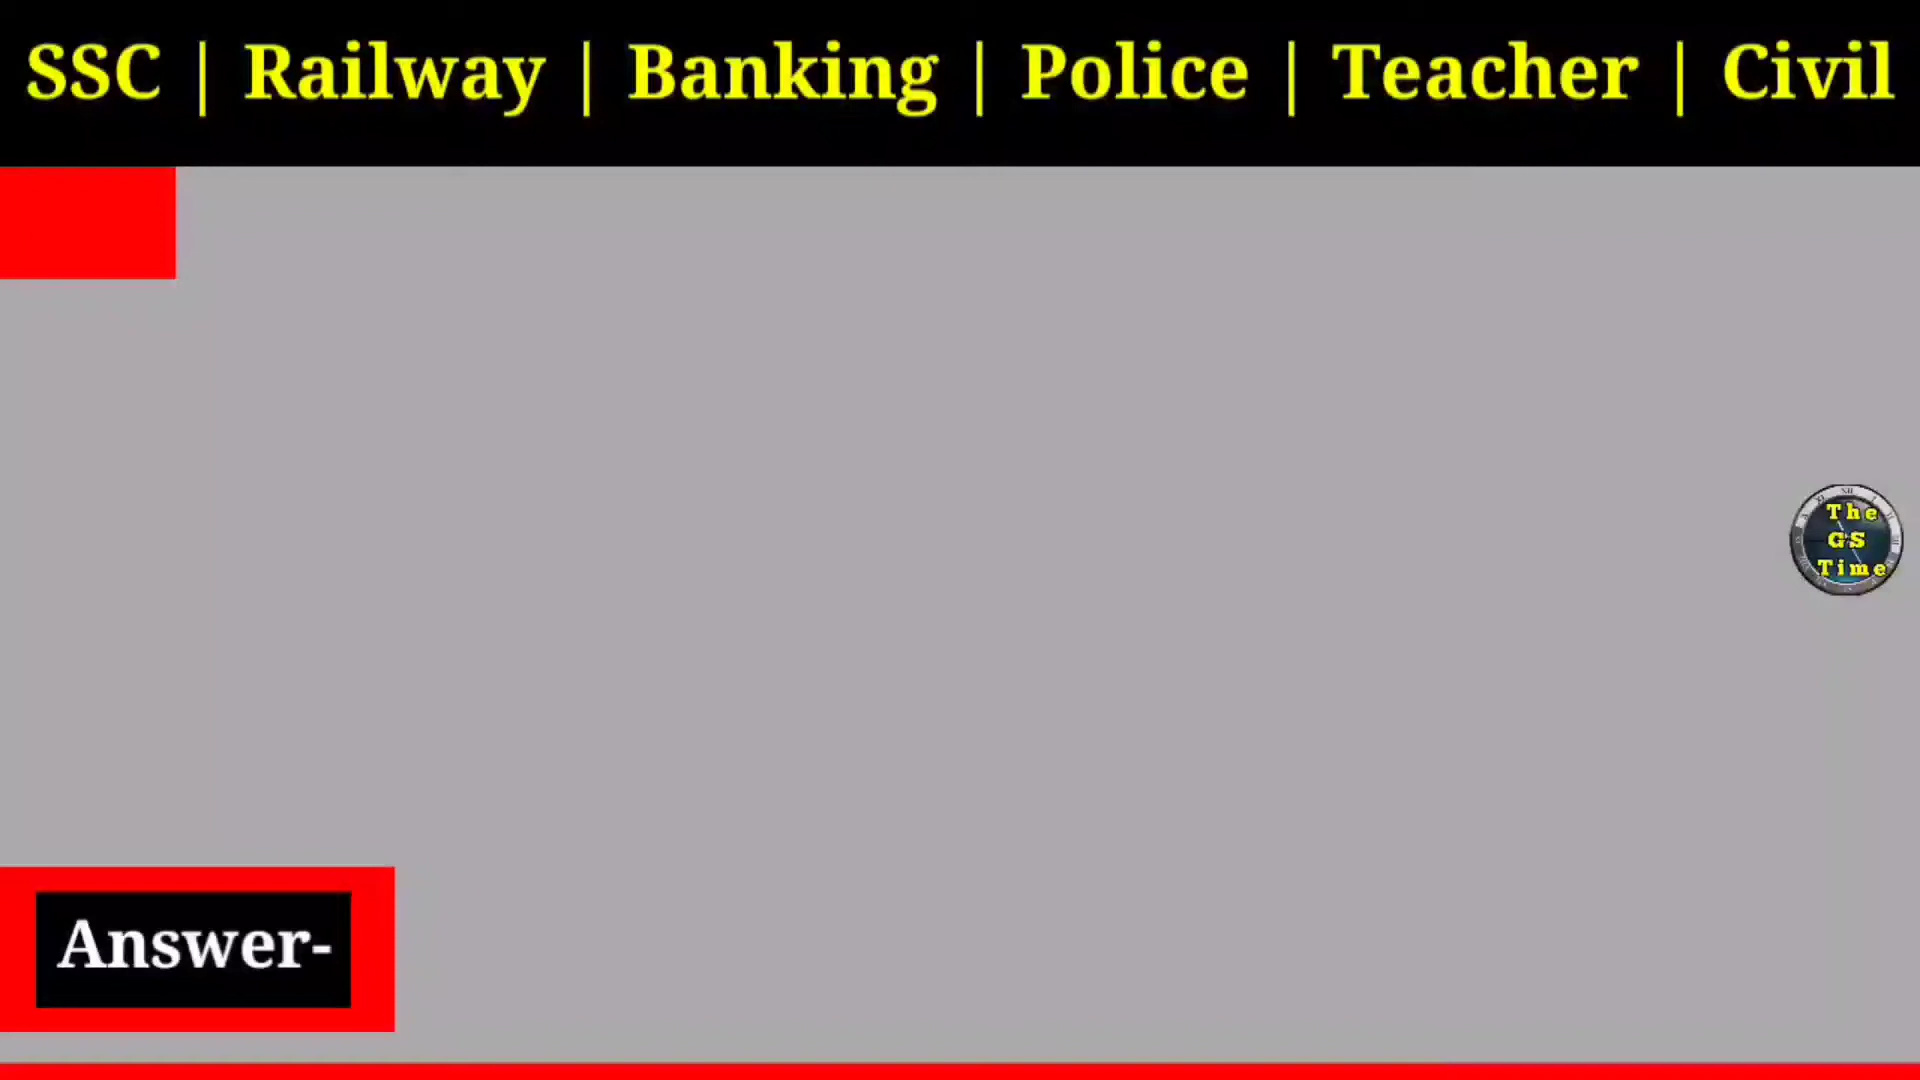 SSC | Railway | Banking | Police | Teacher | Civil
The
GS
Time
Answer-